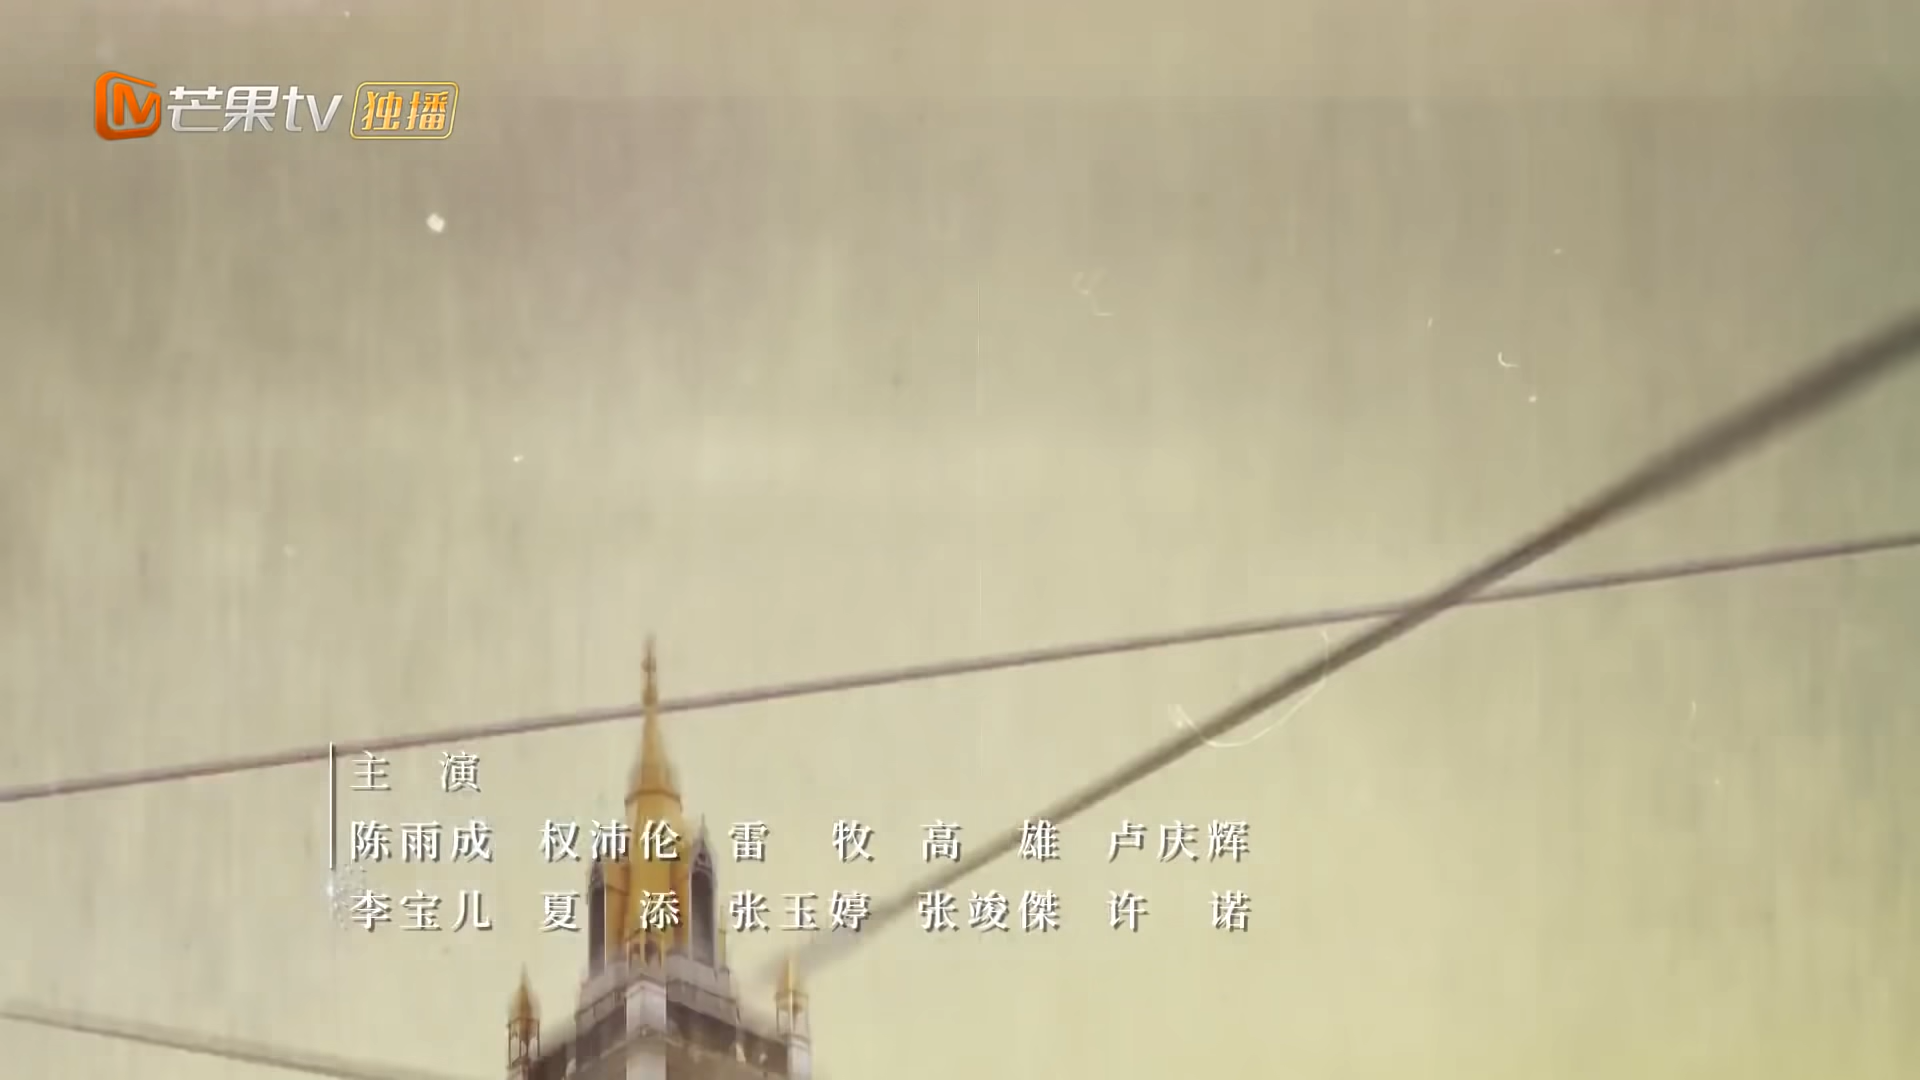 芒果tv 独播
主 演
陈雨成 权沛伦 雷 牧 高 雄 卢庆辉
李宝儿 夏 添 张玉婷 张竣傑 许 诺